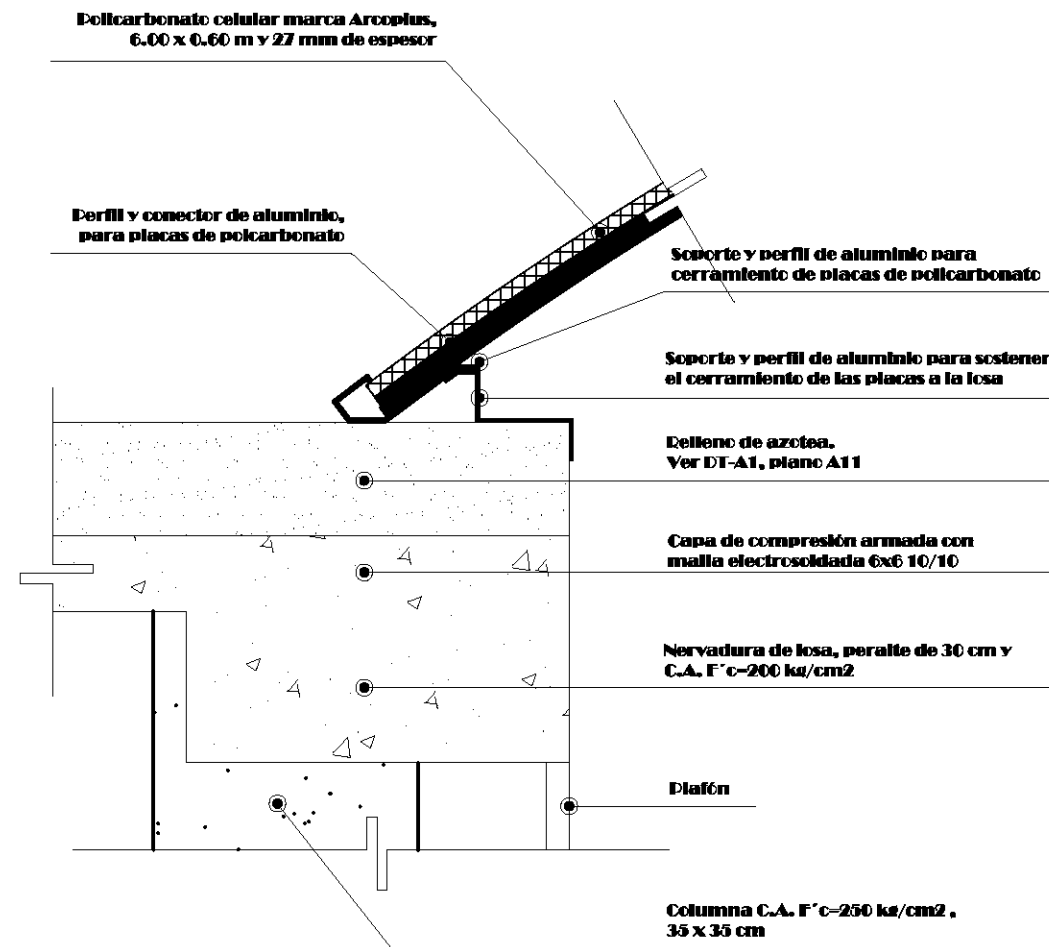 Policarbonato celular marca Arcoplus,
6.00 x 0.60 m y 27 mm de espesor
Perfil y conector de aluminio,
para placas de polcarbonato
Soporte y perfil de aluminio para
cerramiento de placas de policarbonato
Soporte y perfil de aluminio para sostener
el cerramiento de las placas a la losa
Relleno de azotea.
Ver DT-A1, plano A11
Capa de compresión armada con
malla electrosoldada 6x6 10/10
Nervadura de losa, peralte de 30 cm y
C.A. F´c=200 kg/cm2
Plafón
Columna C.A. F´c=250 kg/cm2 ,
35 x 35 cm